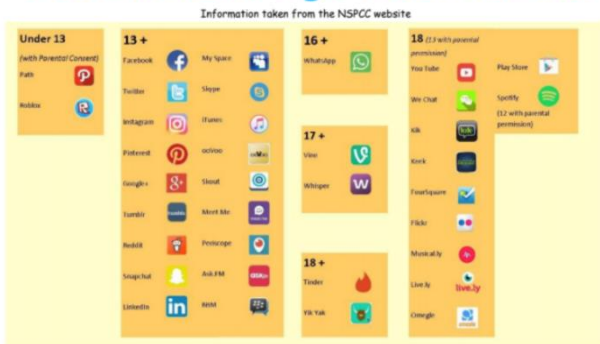 Information taken from the NSPCC website
Under 13
(with Parental Consent)
Path
Roblox
13 +
Facebook
Twitter
Instagram
Pinterest
Google+
Tumblr
Reddit
Snapchat
LinkedIn
My Space
Skype
iTunes
ooVoo
Skout
Meet Me
Periscope
Ask.FM
BBM
16 +
WhatsApp
17 +
Vine
Whisper
18 +
Tinder
Yik Yak
18 (13 with parental
permission)
You Tube
We Chat
Kik
Keek
FourSquare
Flikr
Musical.ly
Live.ly
live.ly
Omegle
Play Store
Spotify
(12 with parental
permission)